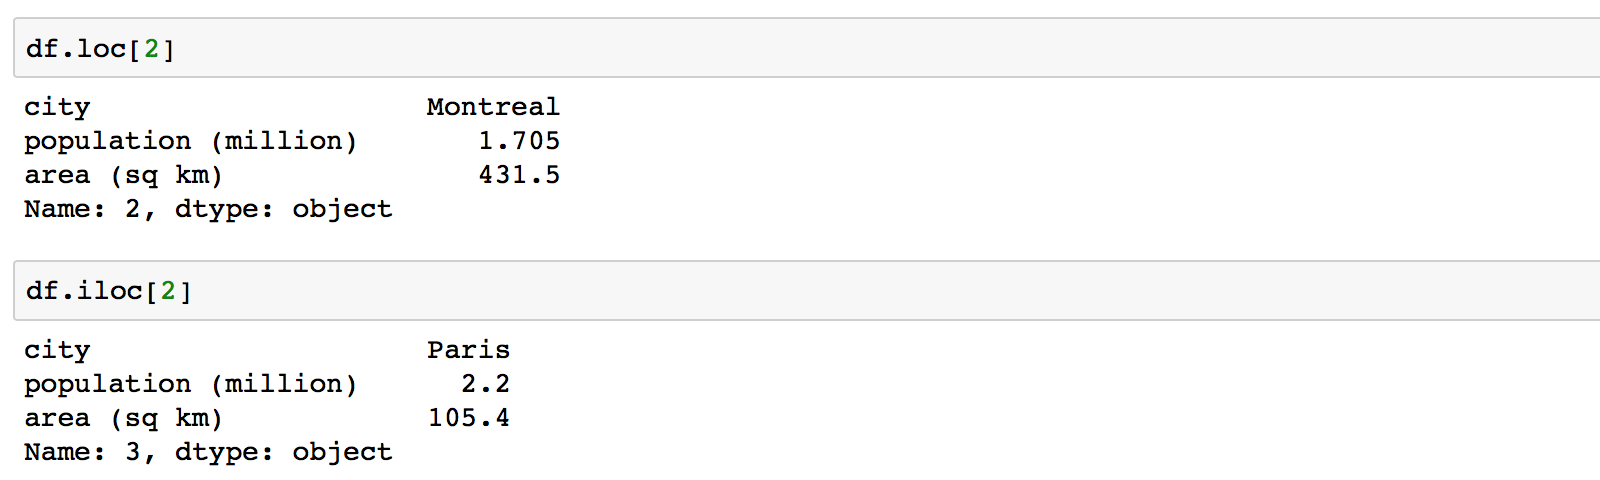 df.loc[2]
city                    Montreal
population (million)       1.705
area (sq km)               431.5
Name: 2, dtype: object
df.iloc[2]
city                    Paris
population (million)      2.2
area (sq km)            105.4
Name: 3, dtype: object